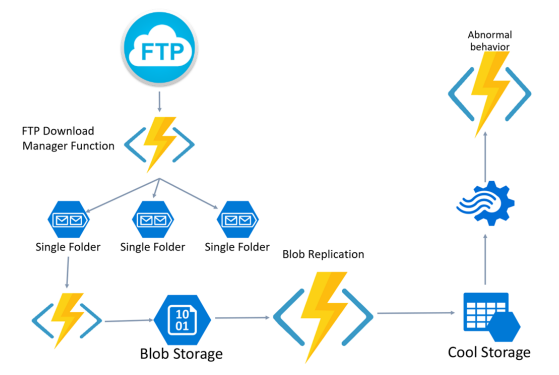 FTP
FTP Download
Manager Function
Single Folder
Single Folder
Single Folder
10
01
Blob Storage
Blob Replication
Cool Storage
Abnormal
behavior